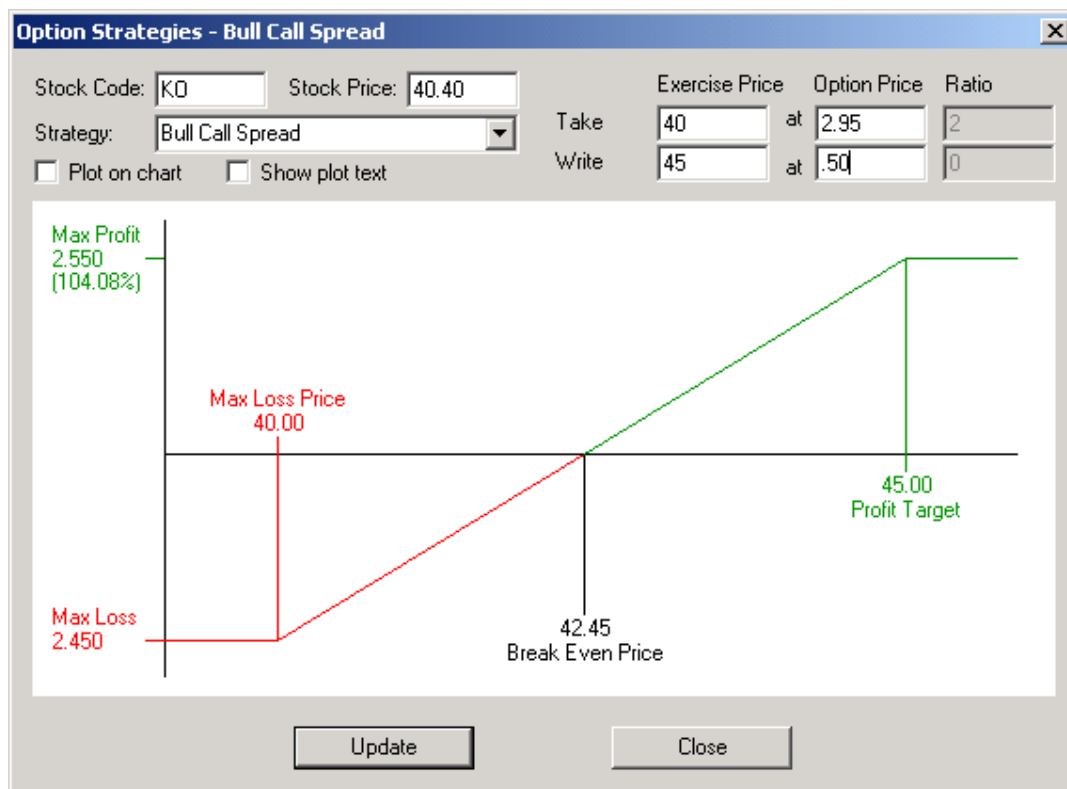 Option Strategies - Bull Call Spread
Stock Code: KO Stock Price: 40.40
Exercise Price Option Price Ratio
Strategy: Bull Call Spread
Take 40 at 2.95 2
Write 45 at .50 0
Plot on chart Show plot text
Max Profit
2.550
(104.08%)
Max Loss Price
40.00
45.00
Profit Target
Max Loss
2.450
42.45
Break Even Price
Update Close